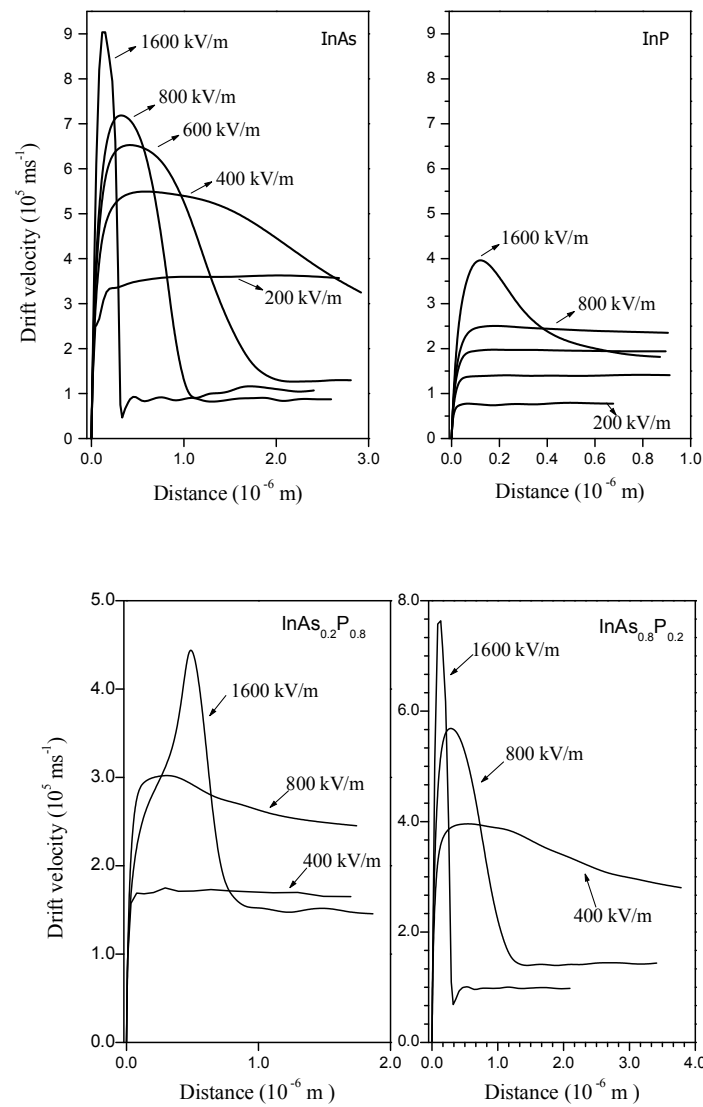 InAs
1600 kV/m
800 kV/m
600 kV/m
400 kV/m
200 kV/m
9
8
7
6
5
4
3
2
1
0
0.0 1.0 2.0 3.0
Drift velocity (10⁵ ms⁻¹)
Distance (10⁻⁶ m)
InP
1600 kV/m
800 kV/m
200 kV/m
9
8
7
6
5
4
3
2
1
0
0.0 0.2 0.4 0.6 0.8 1.0
Distance (10⁻⁶ m)
InAs₀.₂P₀.₈
1600 kV/m
800 kV/m
400 kV/m
5.0
4.0
3.0
2.0
1.0
0.0
0.0 1.0 2.0
Drift velocity (10⁵ ms⁻¹)
Distance (10⁻⁶ m )
InAs₀.₈P₀.₂
1600 kV/m
800 kV/m
400 kV/m
8.0
6.0
4.0
2.0
0.0
0.0 1.0 2.0 3.0 4.0
Distance (10⁻⁶ m )